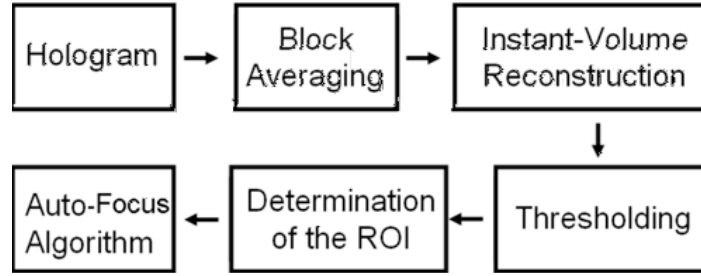 Hologram
Block
Averaging
Instant-Volume
Reconstruction
Auto-Focus
Algorithm
Determination
of the ROI
Thresholding